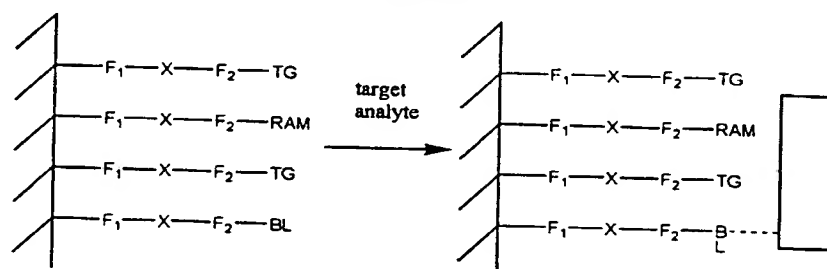 F₁—X—F₂—TG
F₁—X—F₂—RAM
F₁—X—F₂—TG
F₁—X—F₂—BL
target
analyte
F₁—X—F₂—TG
F₁—X—F₂—RAM
F₁—X—F₂—TG
F₁—X—F₂—B
L